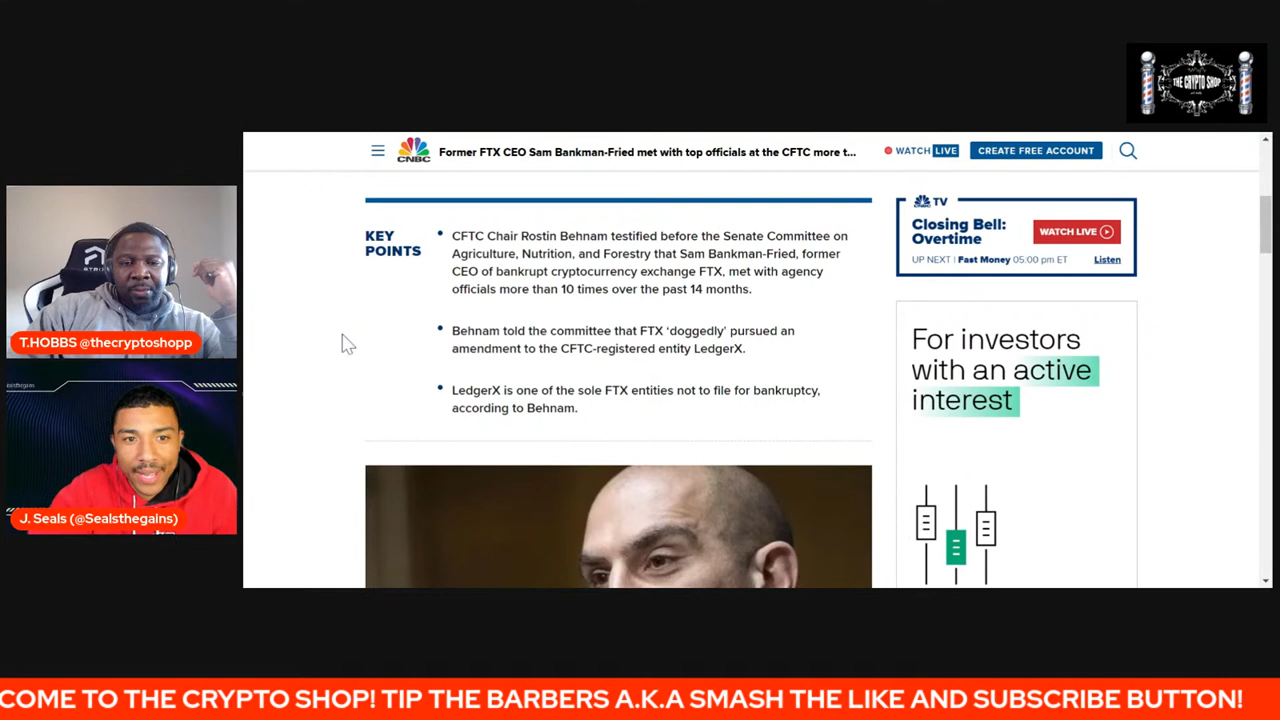 THE CRYPTO SHOP
CNBC
Former FTX CEO Sam Bankman-Fried met with top officials at the CFTC more t...
WATCH LIVE
CREATE FREE ACCOUNT
KEY
POINTS
CFTC Chair Rostin Behnam testified before the Senate Committee on
Agriculture, Nutrition, and Forestry that Sam Bankman-Fried, former
CEO of bankrupt cryptocurrency exchange FTX, met with agency
officials more than 10 times over the past 14 months.
Behnam told the committee that FTX ‘doggedly’ pursued an
amendment to the CFTC-registered entity LedgerX.
LedgerX is one of the sole FTX entities not to file for bankruptcy,
according to Behnam.
TV
Closing Bell:
Overtime
WATCH LIVE
UP NEXT | Fast Money 05:00 pm ET
Listen
For investors
with an active
interest
T.HOBBS @thecryptoshopp
J. Seals (@Sealsthegains)
COME TO THE CRYPTO SHOP! TIP THE BARBERS A.K.A SMASH THE LIKE AND SUBSCRIBE BUTTON!